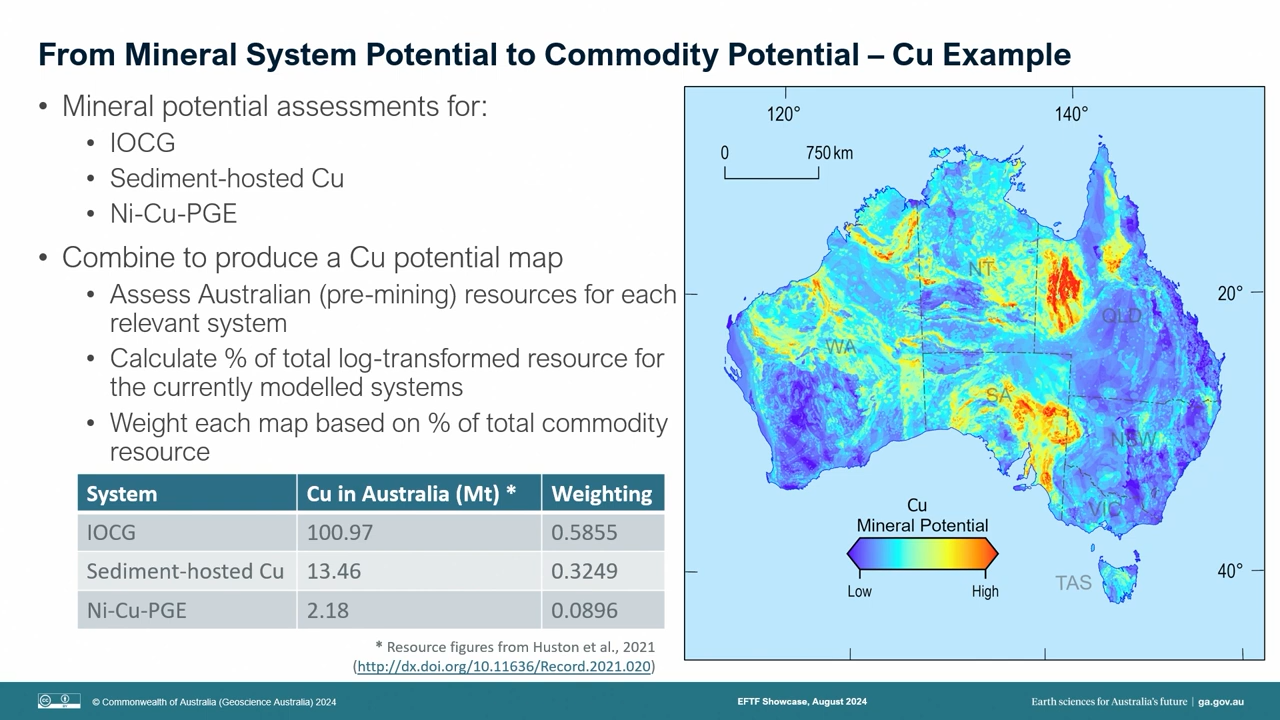 From Mineral System Potential to Commodity Potential – Cu Example
• Mineral potential assessments for:
• IOCG
• Sediment-hosted Cu
• Ni-Cu-PGE
• Combine to produce a Cu potential map
• Assess Australian (pre-mining) resources for each
relevant system
• Calculate % of total log-transformed resource for
the currently modelled systems
• Weight each map based on % of total commodity
resource
System Cu in Australia (Mt) * Weighting
IOCG 100.97 0.5855
Sediment-hosted Cu 13.46 0.3249
Ni-Cu-PGE 2.18 0.0896
* Resource figures from Huston et al., 2021
(http://dx.doi.org/10.11636/Record.2021.020)
120° 140°
0 750 km
NT
20°
QLD
WA
SA
NSW
VIC
Cu
Mineral Potential
Low High
TAS
40°
cc BY
© Commonwealth of Australia (Geoscience Australia) 2024
EFTF Showcase, August 2024
Earth sciences for Australia's future | ga.gov.au